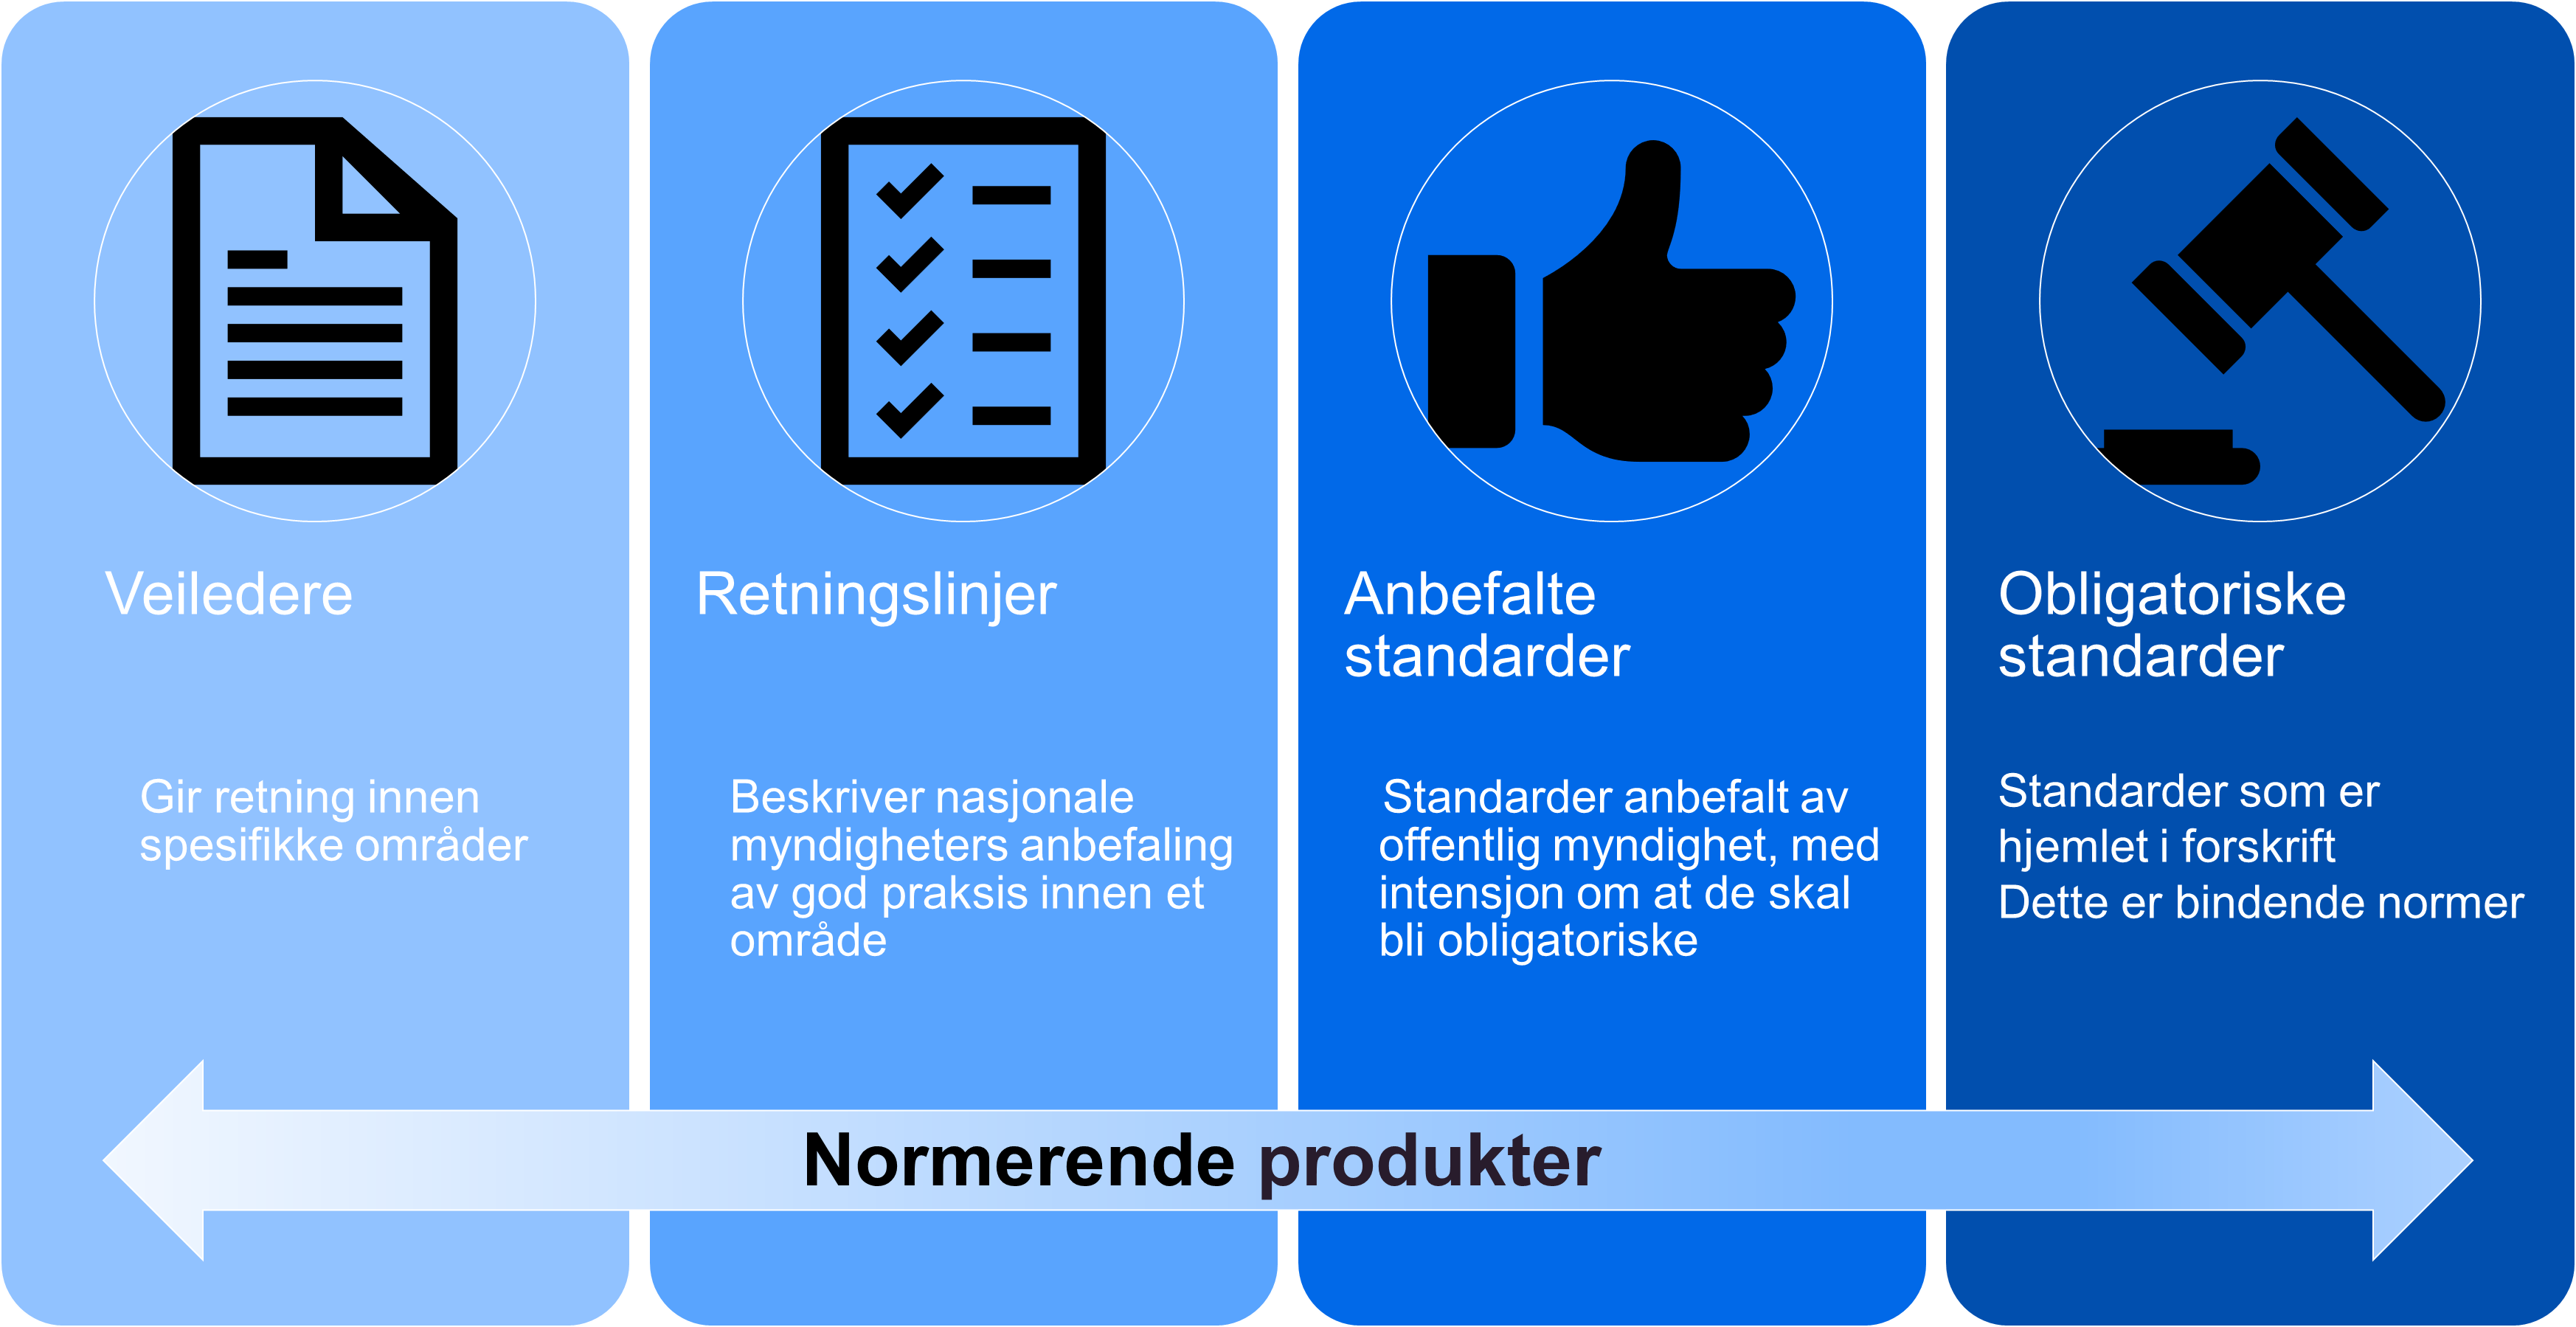 Veiledere
Gir retning innen
spesifikke områder
Retningslinjer
Beskriver nasjonale
myndigheters anbefaling
av god praksis innen et
område
Anbefalte
standarder
Standarder anbefalt av
offentlig myndighet, med
intensjon om at de skal
bli obligatoriske
Obligatoriske
standarder
Standarder som er
hjemlet i forskrift
Dette er bindende normer
Normerende produkter